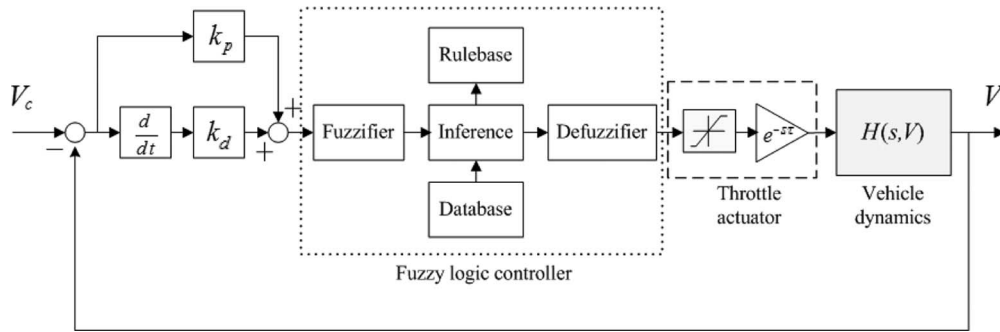 V_c
−
k_p
d/dt
k_d
+
+
Fuzzifier
Rulebase
Inference
Database
Defuzzifier
Fuzzy logic controller
e^{-sτ}
Throttle
actuator
H(s,V)
Vehicle
dynamics
V